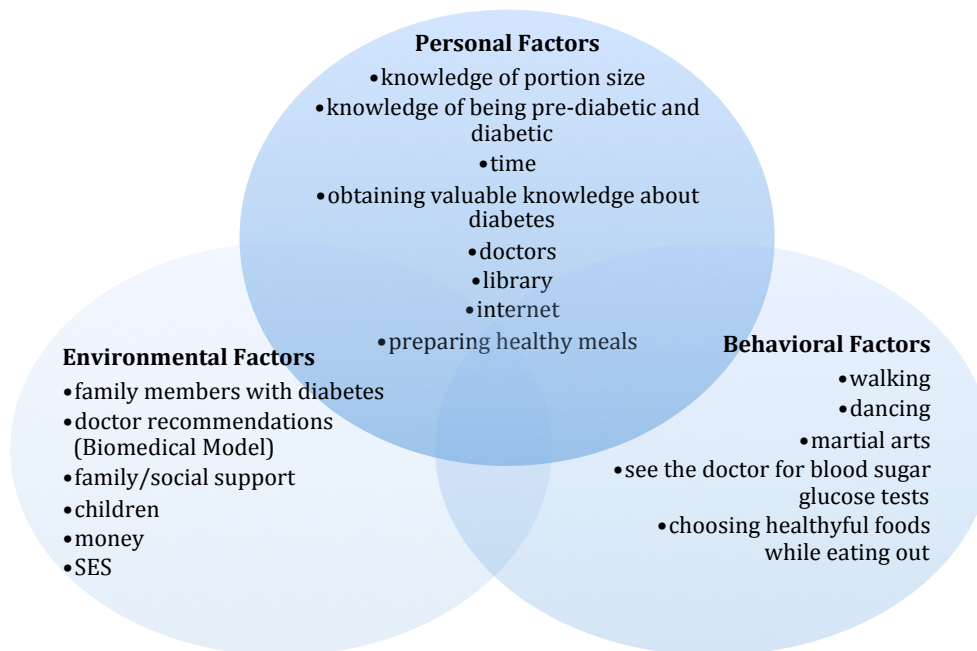 Personal Factors
•knowledge of portion size
•knowledge of being pre-diabetic and
diabetic
•time
•obtaining valuable knowledge about
diabetes
•doctors
•library
•internet
•preparing healthy meals
Environmental Factors
•family members with diabetes
•doctor recommendations
(Biomedical Model)
•family/social support
•children
•money
•SES
Behavioral Factors
•walking
•dancing
•martial arts
•see the doctor for blood sugar
glucose tests
•choosing healthyful foods
while eating out